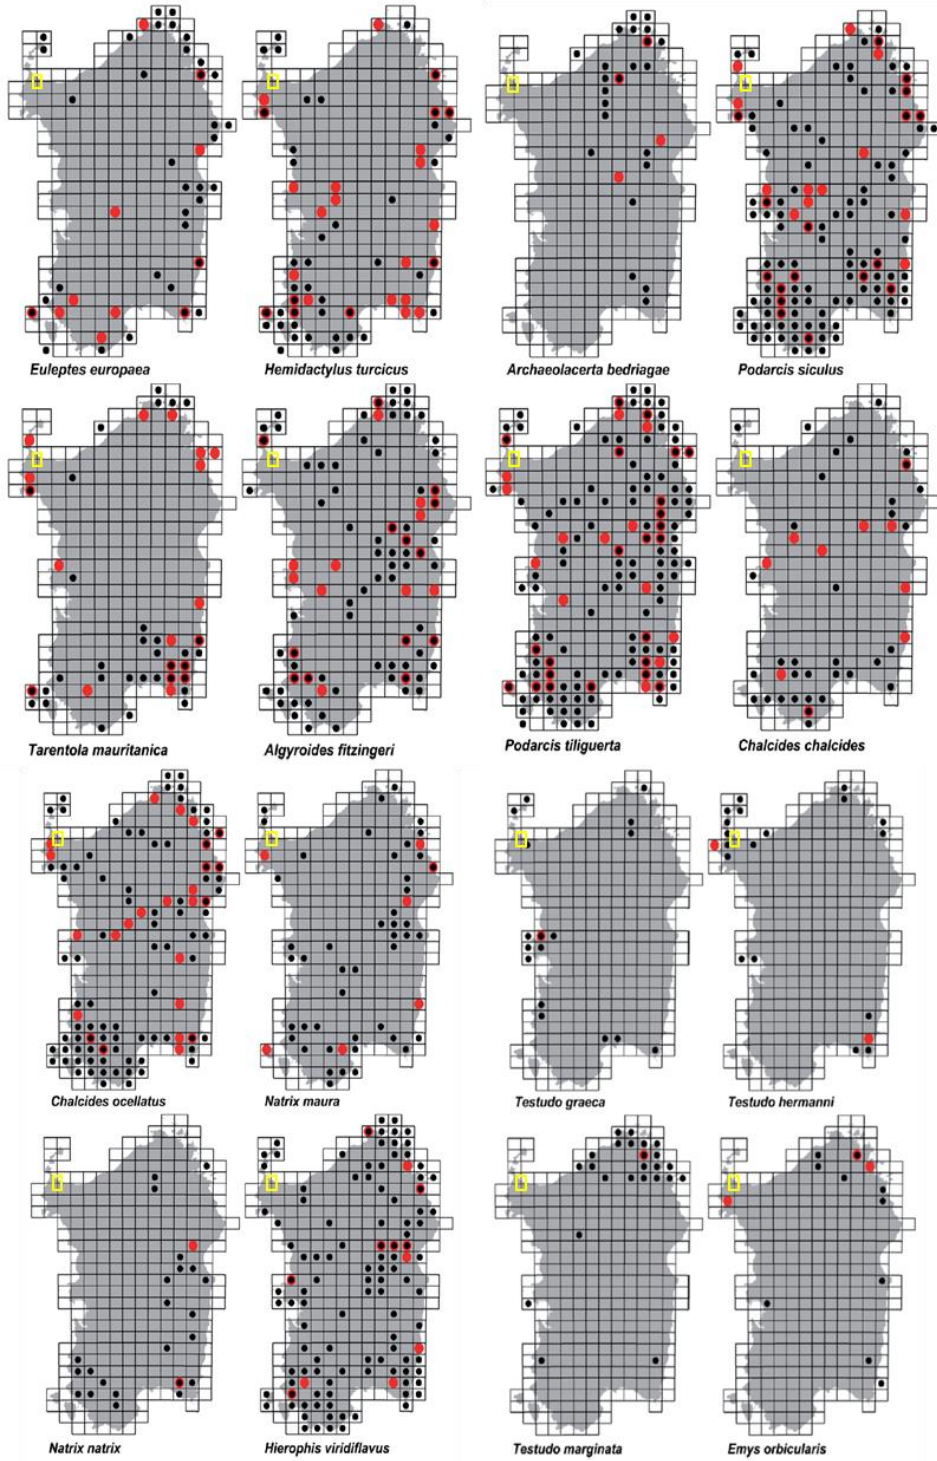 Euleptes europaea
Hemidactylus turcicus
Archaeolacerta bedriagae
Podarcis siculus
Tarentola mauritanica
Algyroides fitzingeri
Podarcis tiliguerta
Chalcides chalcides
Chalcides ocellatus
Natrix maura
Testudo graeca
Testudo hermanni
Natrix natrix
Hierophis viridiflavus
Testudo marginata
Emys orbicularis